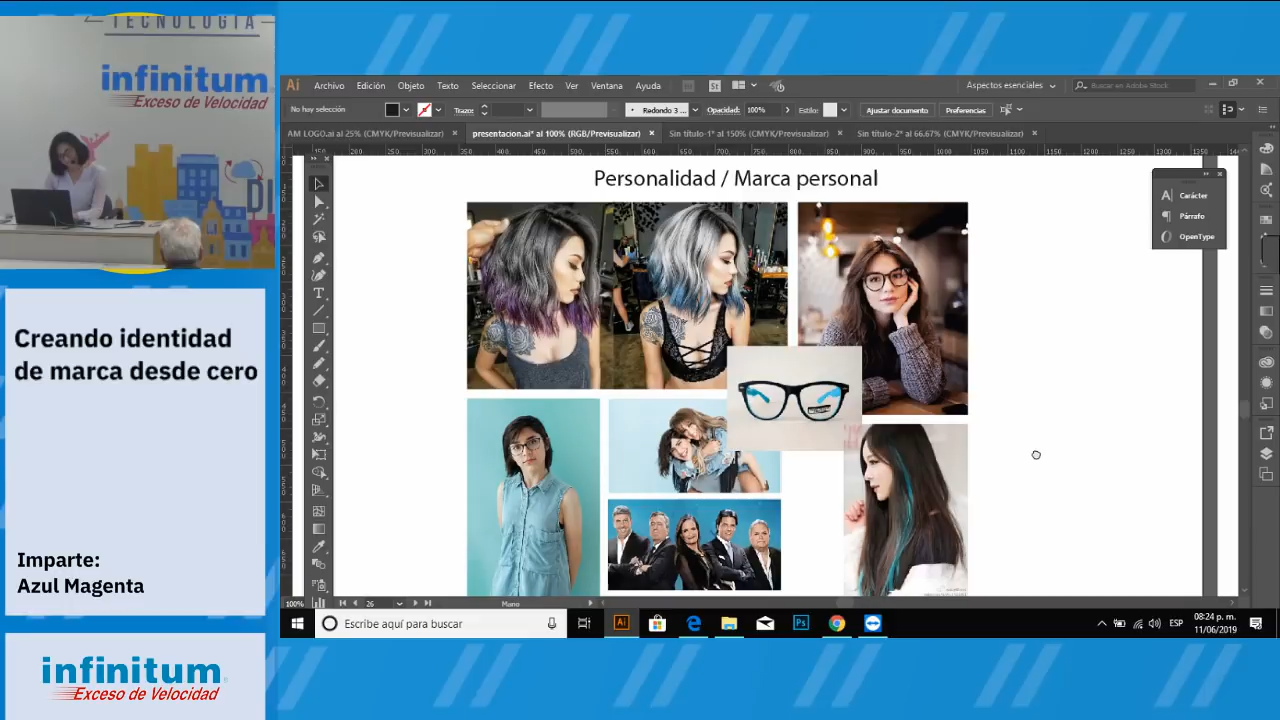 TECNOLOGÍA
infinitum
Exceso de Velocidad
Creando identidad
de marca desde cero
Imparte:
Azul Magenta
infinitum
Exceso de Velocidad
Ai Archivo Edición Objeto Texto Seleccionar Efecto Ver Ventana Ayuda St Aspectos esenciales Buscar en Adobe Stock
No hay selección Trazo: Redondo 3 ... Opacidad: 100% Estilo: Ajustar documento Preferencias
AM LOGO.ai al 25% (CMYK/Previsualizar) × presentacion.ai* al 100% (RGB/Previsualizar) × Sin título-1* al 150% (CMYK/Previsualizar) × Sin título-2* al 66.67% (CMYK/Previsualizar) ×
Personalidad / Marca personal
Carácter
Párrafo
OpenType
100% 26 Mano
Escribe aquí para buscar
Ai
Ps
ESP
08:24 p. m.
11/06/2019